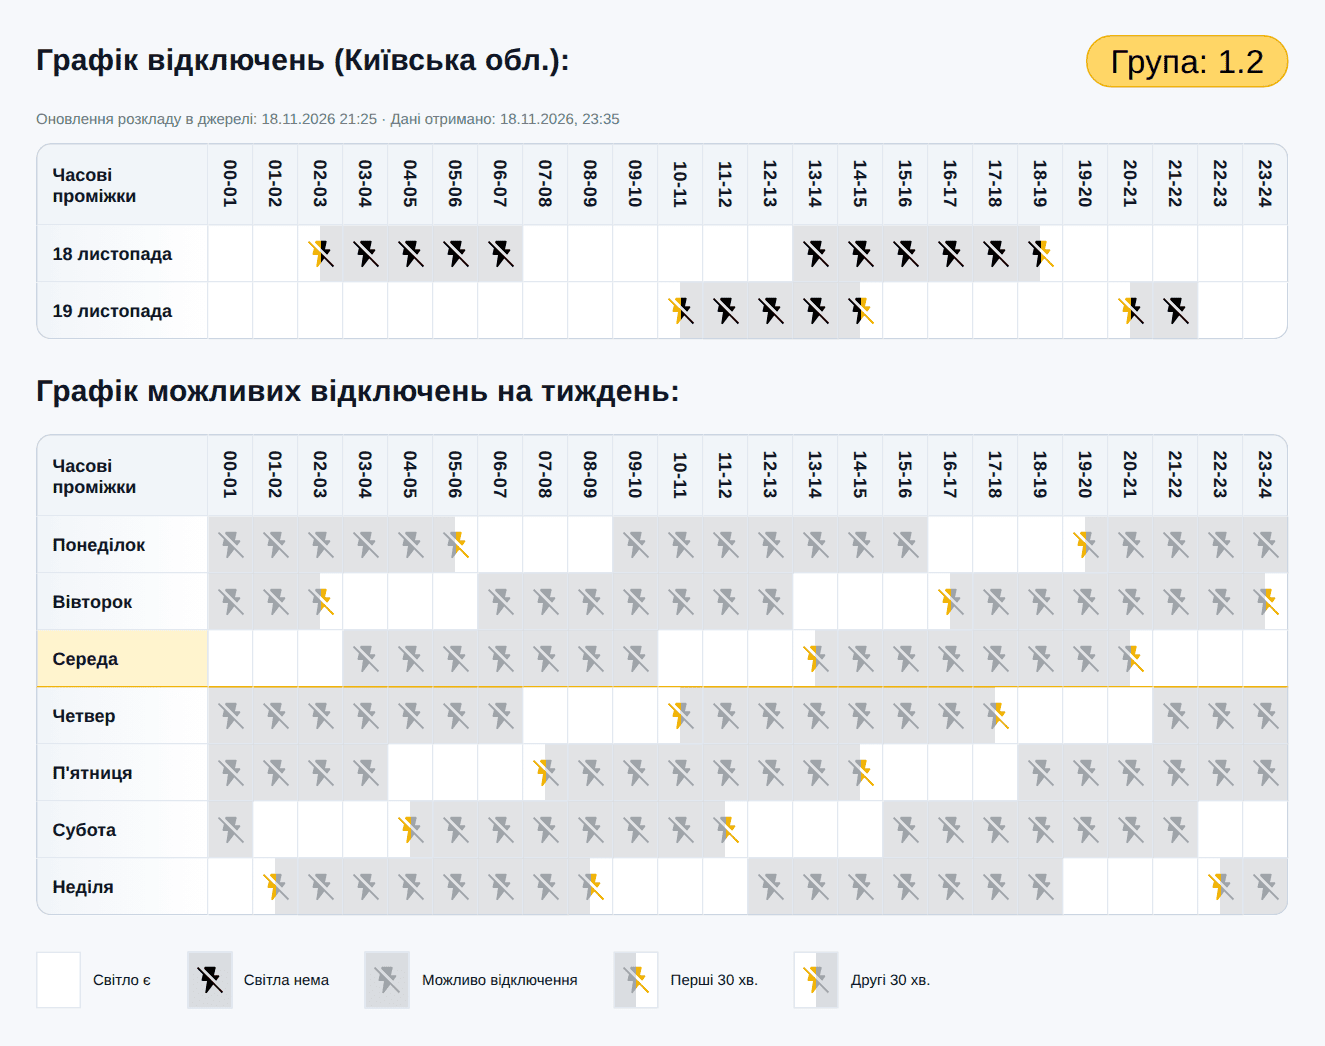 Графік відключень (Київська обл.):
Група: 1.2
Оновлення розкладу в джерелі: 18.11.2026 21:25 · Дані отримано: 18.11.2026, 23:35
Часові проміжки 00-01 01-02 02-03 03-04 04-05 05-06 06-07 07-08 08-09 09-10 10-11 11-12 12-13 13-14 14-15 15-16 16-17 17-18 18-19 19-20 20-21 21-22 22-23 23-24
18 листопада
19 листопада
Графік можливих відключень на тиждень:
Часові проміжки 00-01 01-02 02-03 03-04 04-05 05-06 06-07 07-08 08-09 09-10 10-11 11-12 12-13 13-14 14-15 15-16 16-17 17-18 18-19 19-20 20-21 21-22 22-23 23-24
Понеділок
Вівторок
Середа
Четвер
П'ятниця
Субота
Неділя
Світло є
Світла нема
Можливо відключення
Перші 30 хв.
Другі 30 хв.